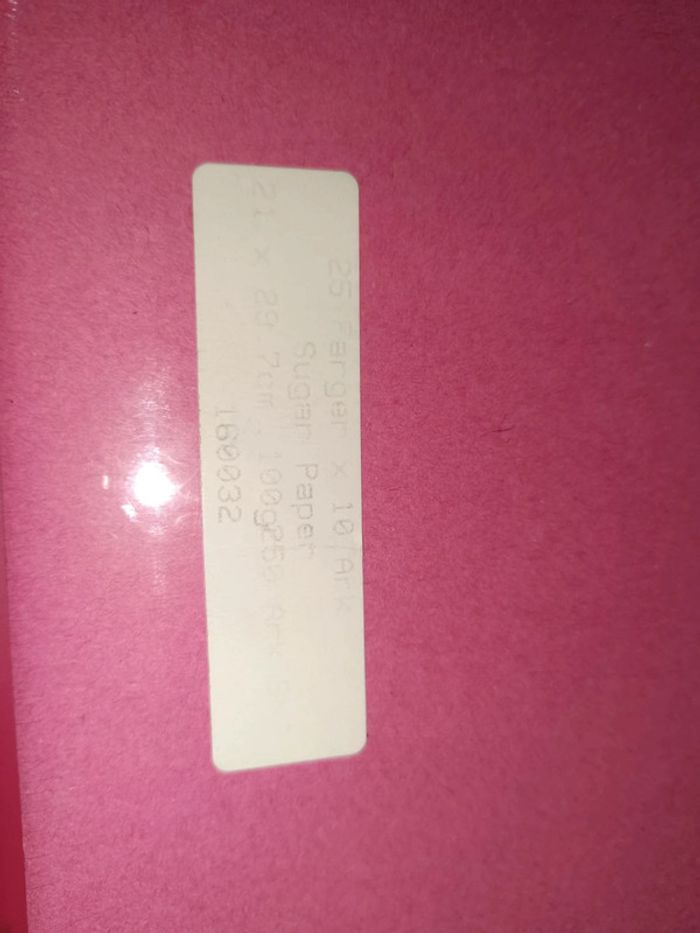 25 Farger x 10 Ark
Sugar Paper
21 x 29.7cm, 100g 250 Ark
160032